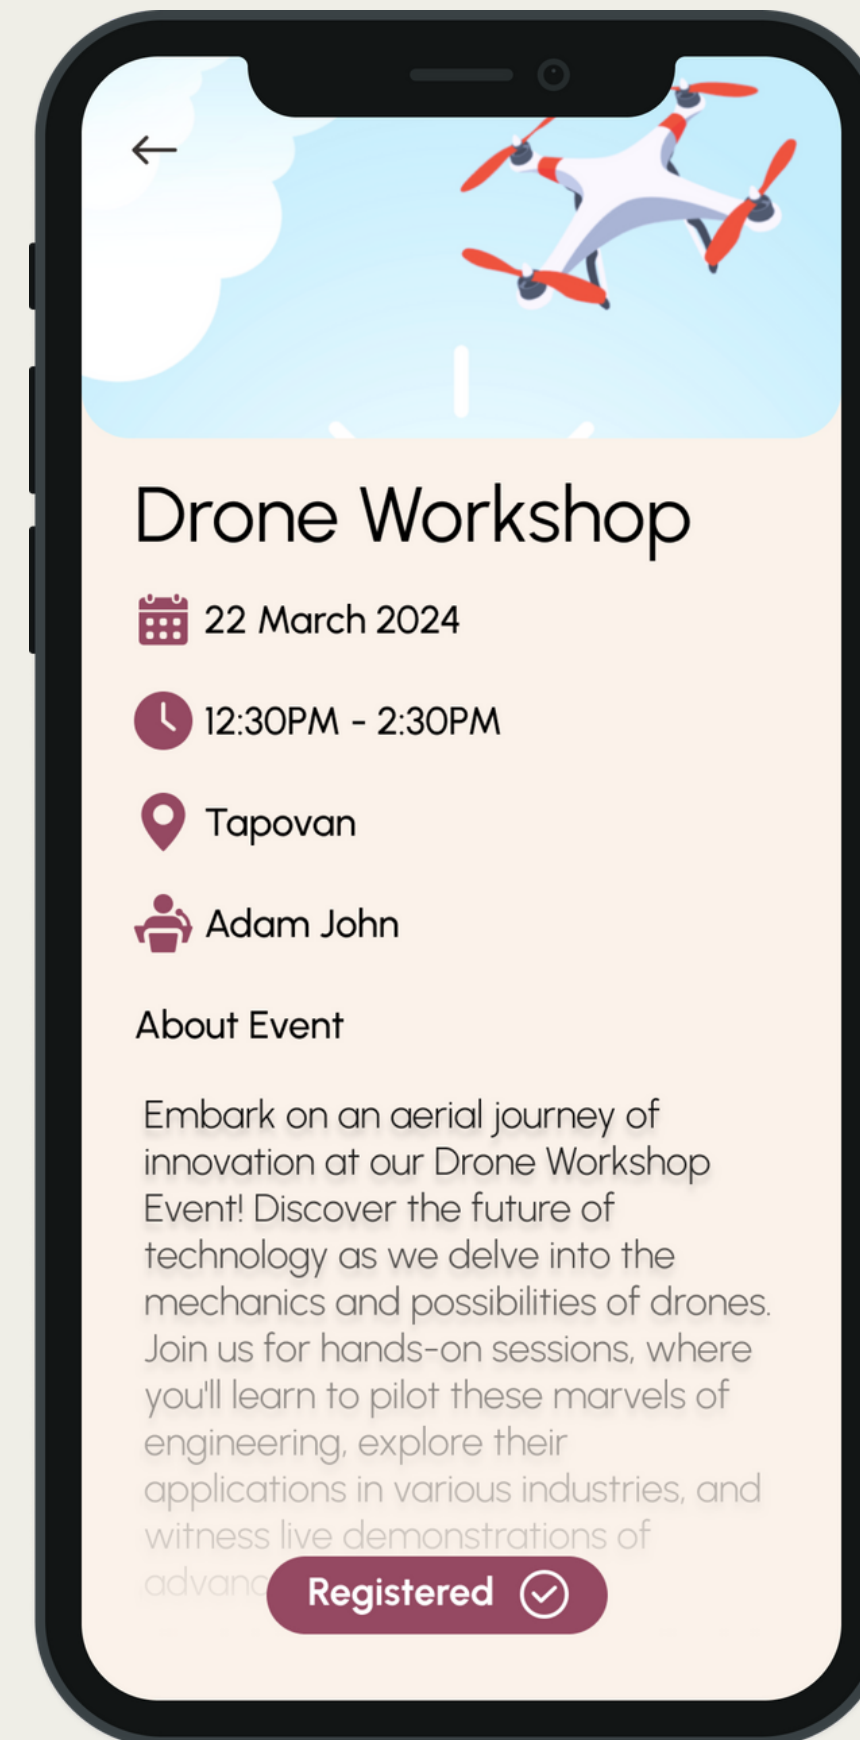 Drone Workshop
22 March 2024
12:30PM - 2:30PM
Tapovan
Adam John
About Event
Embark on an aerial journey of
innovation at our Drone Workshop
Event! Discover the future of
technology as we delve into the
mechanics and possibilities of drones.
Join us for hands-on sessions, where
you'll learn to pilot these marvels of
engineering, explore their
applications in various industries, and
witness live demonstrations of
Registered